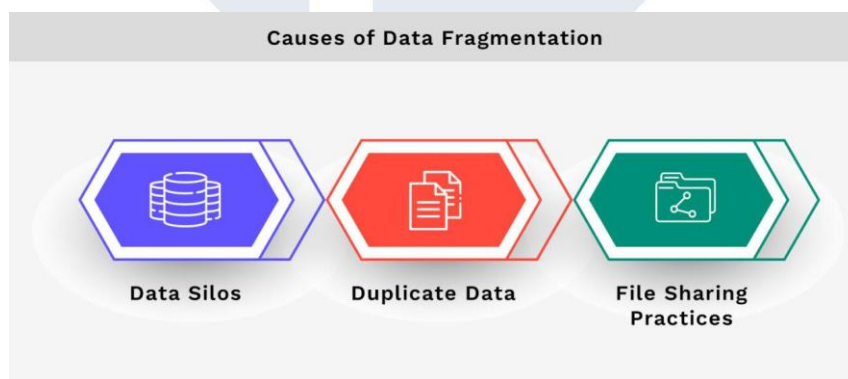 Causes of Data Fragmentation
Data Silos
Duplicate Data
File Sharing
Practices